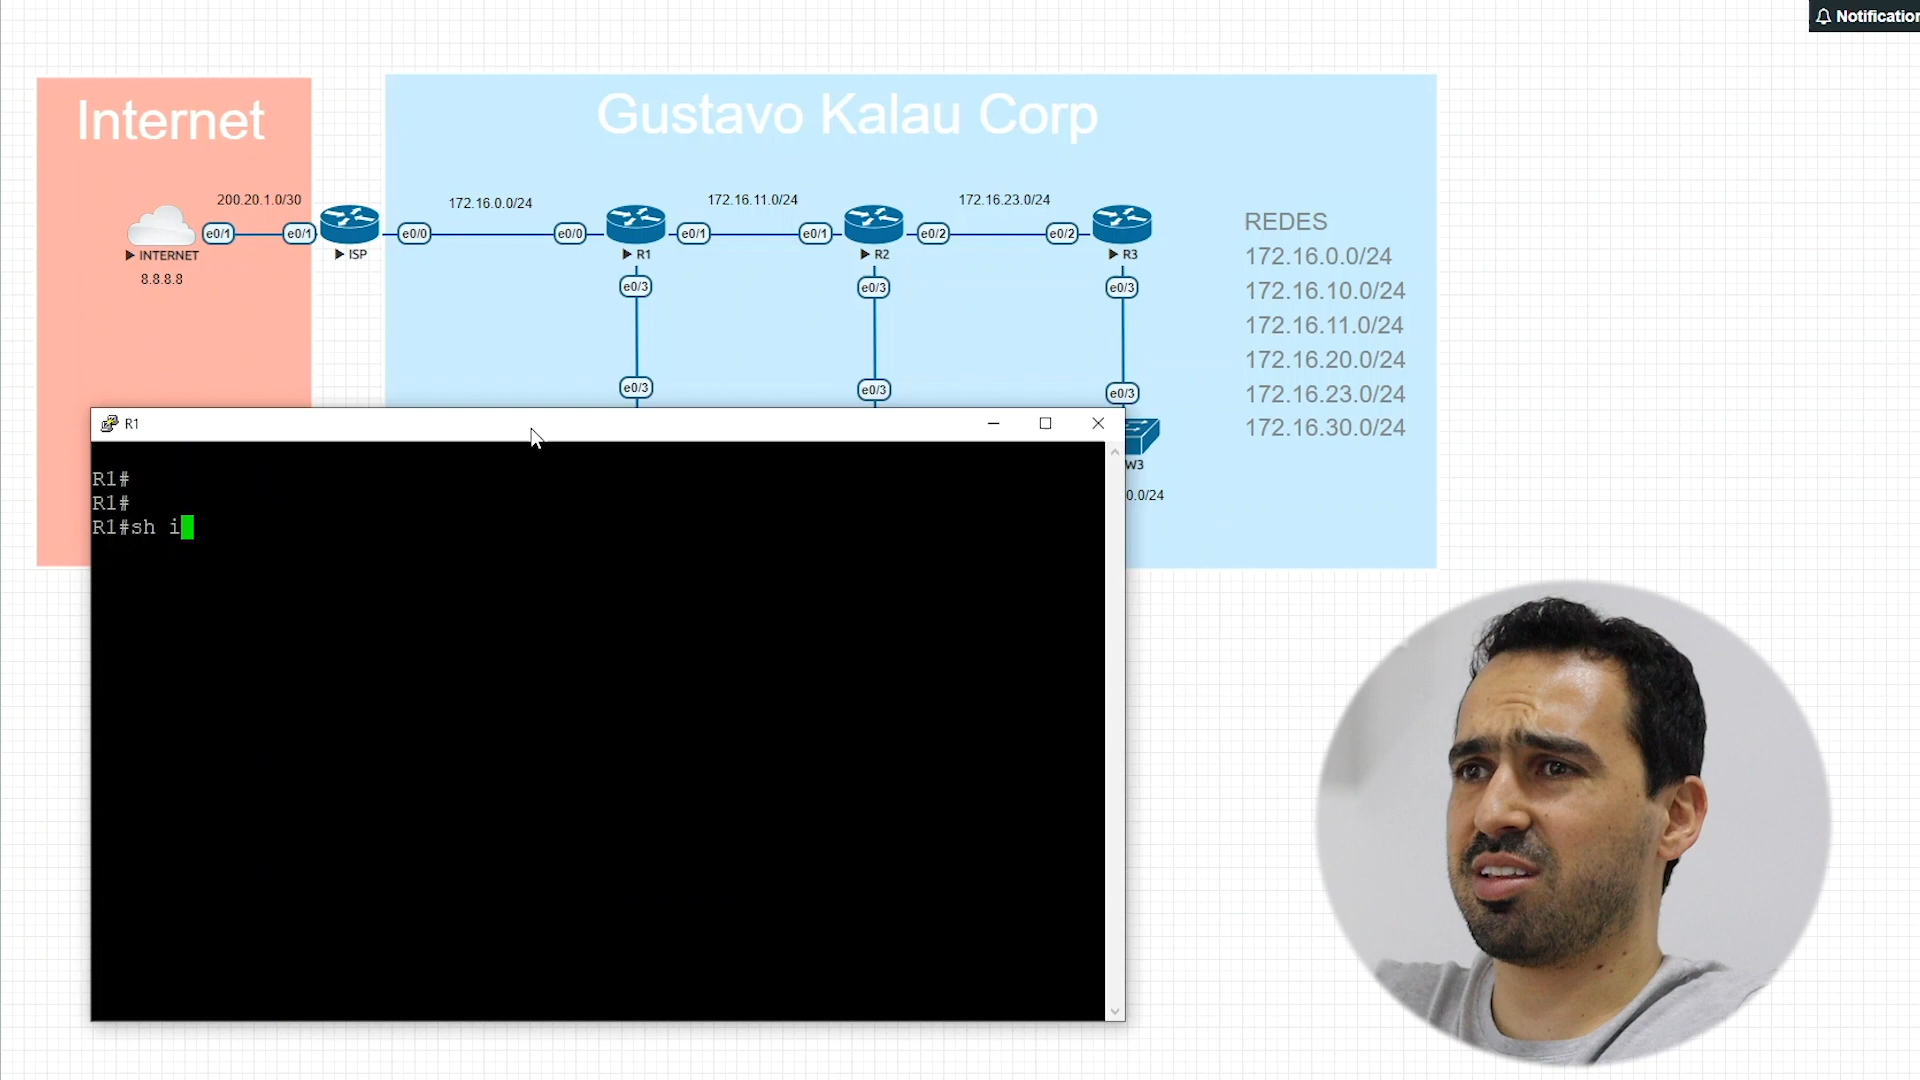 Notification
Internet
Gustavo Kalau Corp
200.20.1.0/30
172.16.0.0/24
172.16.11.0/24
172.16.23.0/24
e0/1
e0/1
e0/0
e0/0
e0/1
e0/1
e0/2
e0/2
INTERNET
ISP
R1
R2
R3
8.8.8.8
e0/3
e0/3
e0/3
e0/3
e0/3
e0/3
REDES
172.16.0.0/24
172.16.10.0/24
172.16.11.0/24
172.16.20.0/24
172.16.23.0/24
172.16.30.0/24
W3
0.0/24
R1
R1#
R1#
R1#sh i